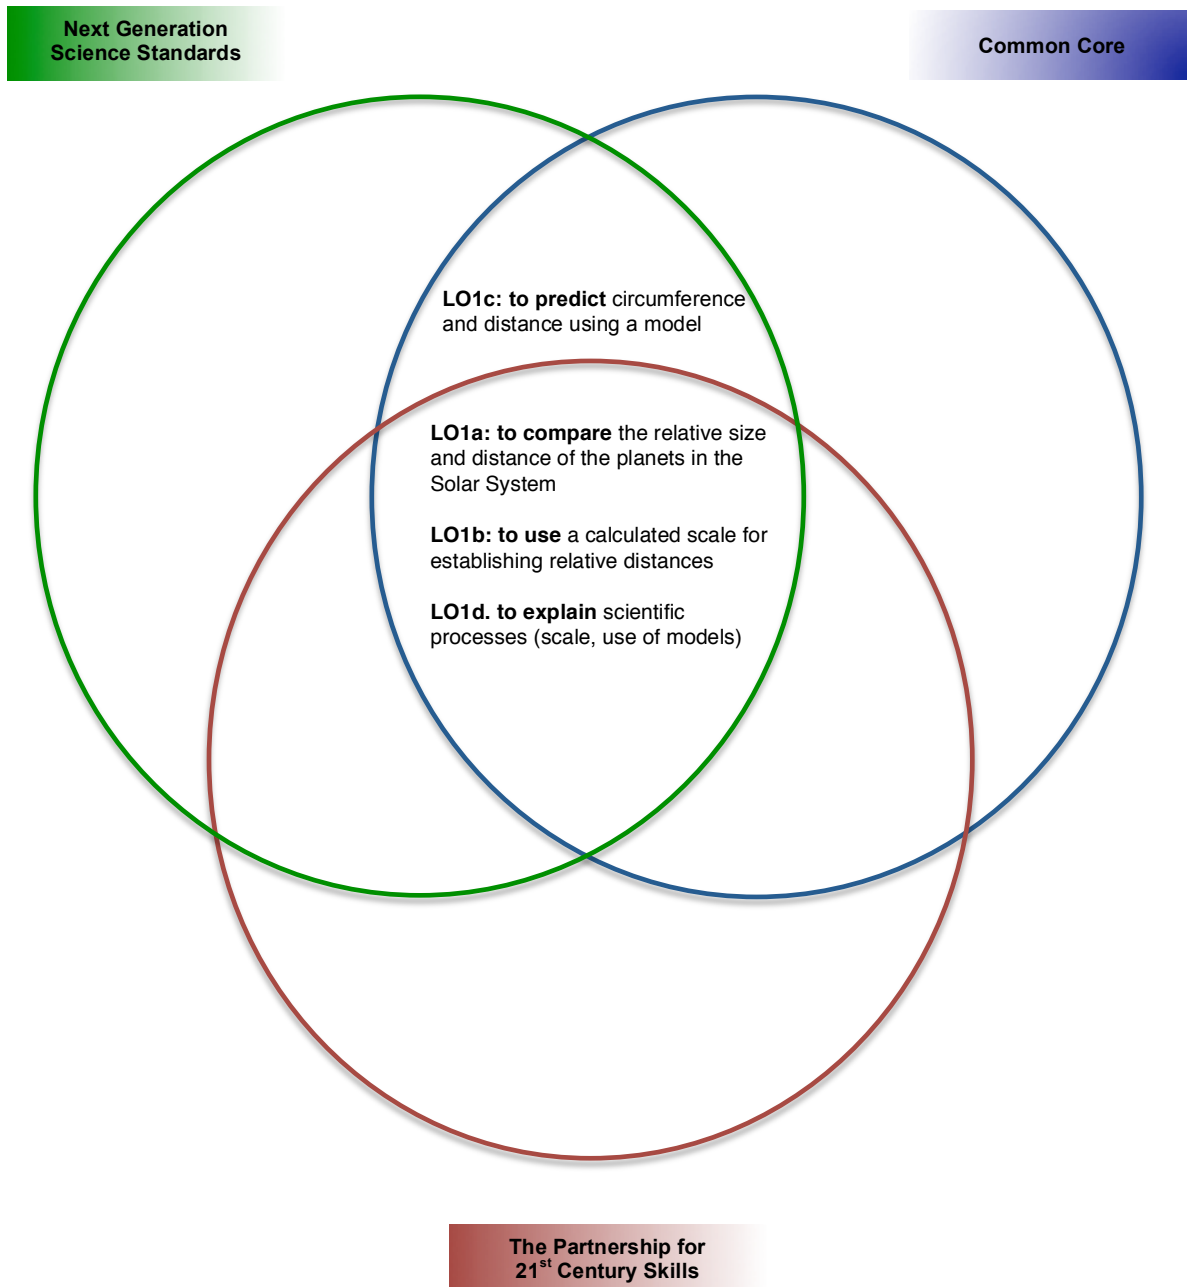 Next Generation
Science Standards
Common Core
LO1c: to predict circumference
and distance using a model
LO1a: to compare the relative size
and distance of the planets in the
Solar System
LO1b: to use a calculated scale for
establishing relative distances
LO1d. to explain scientific
processes (scale, use of models)
The Partnership for
21st Century Skills